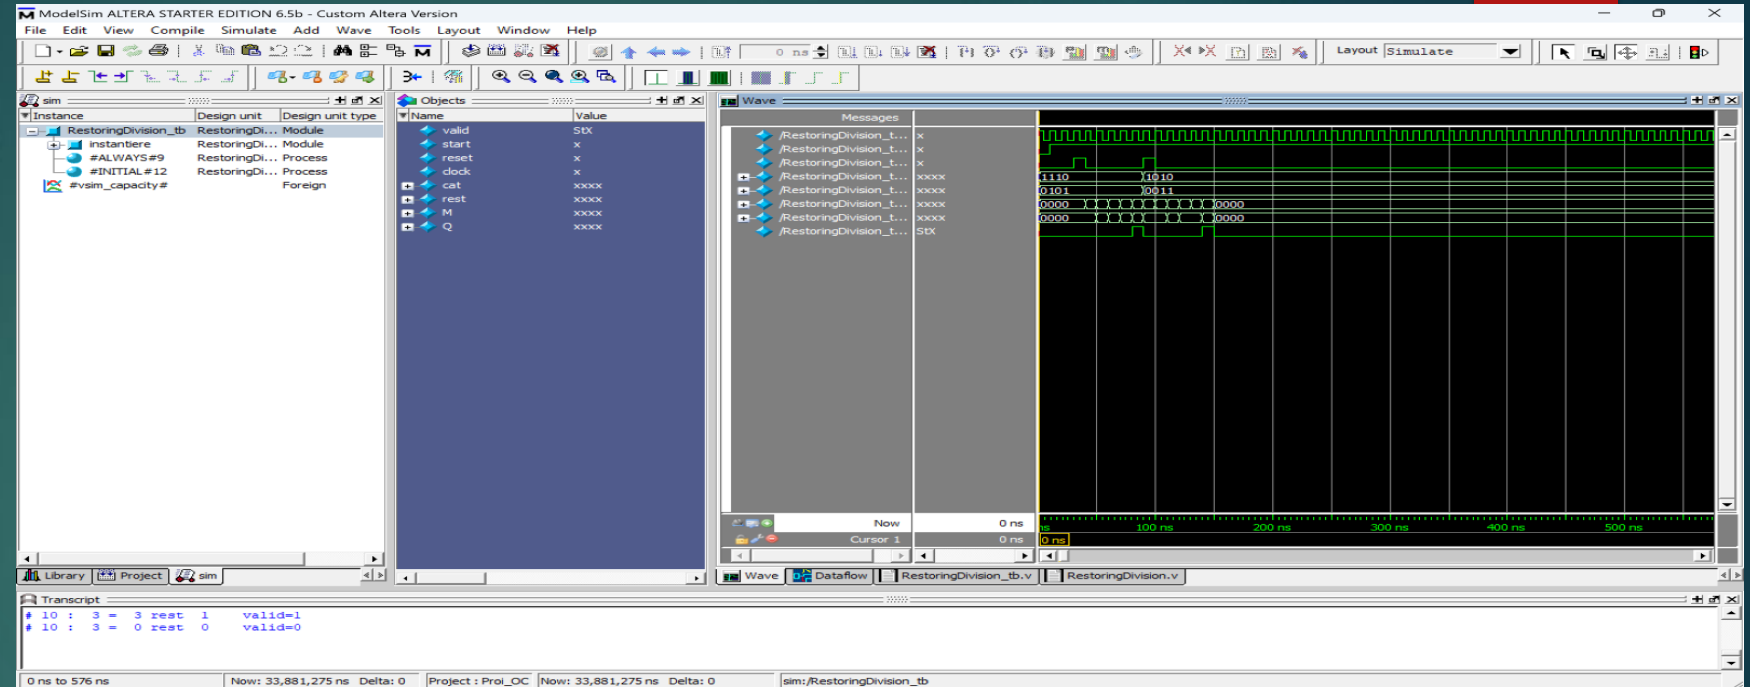 ModelSim ALTERA STARTER EDITION 6.5b - Custom Altera Version
File Edit View Compile Simulate Add Wave Tools Layout Window Help
0 ns Layout Simulate
sim Objects Wave
Instance Design unit Design unit type Name Value Messages
RestoringDivision_tb RestoringDi... Module valid StX /RestoringDivision_t... x
instantiere RestoringDi... Module start x /RestoringDivision_t... x
#ALWAYS#9 RestoringDi... Process reset x /RestoringDivision_t... x
#INITIAL#12 RestoringDi... Process clock x /RestoringDivision_t... xxxx 1110 1010
#vsim_capacity# Foreign cat xxxx /RestoringDivision_t... xxxx 0101 0011
rest xxxx /RestoringDivision_t... xxxx 0000 0000
M xxxx /RestoringDivision_t... xxxx 0000 0000
Q xxxx /RestoringDivision_t... StX
Now 0 ns ns 100 ns 200 ns 300 ns 400 ns 500 ns
Cursor 1 0 ns 0 ns
Library Project sim Wave Dataflow RestoringDivision_tb.v RestoringDivision.v
Transcript
# 10 : 3 = 3 rest 1 valid=1
# 10 : 3 = 0 rest 0 valid=0
0 ns to 576 ns Now: 33,881,275 ns Delta: 0 Project : Proi_OC Now: 33,881,275 ns Delta: 0 sim:/RestoringDivision_tb